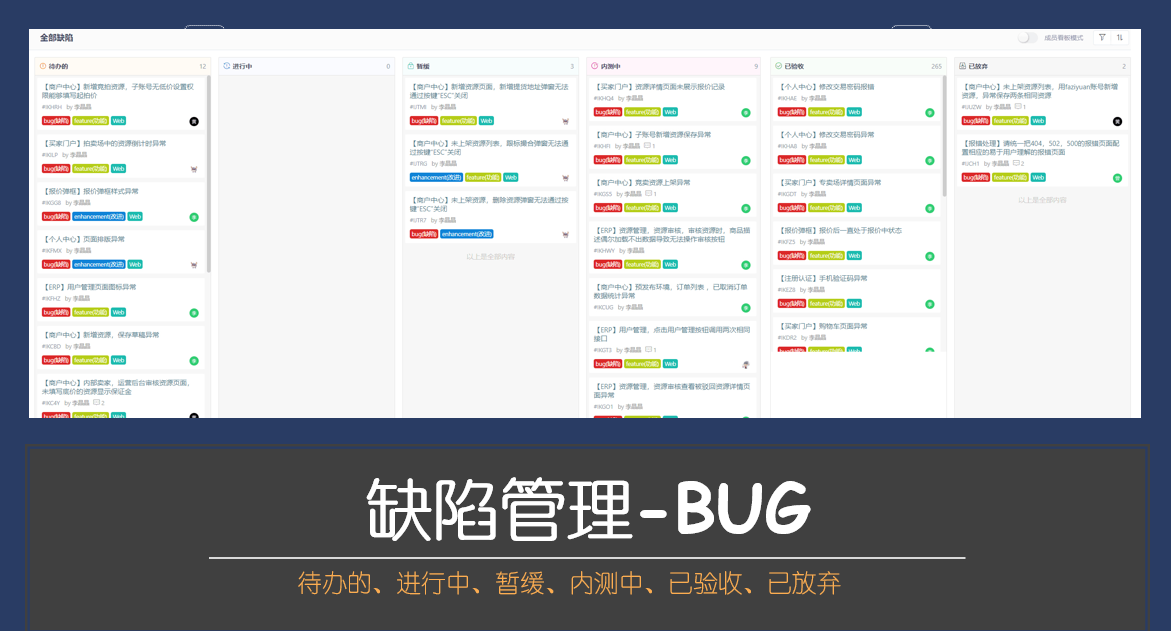 全部缺陷
成员看板模式
待办的 12
【商户中心】新增竞拍资源，子账号无低价设置权
限能够填写起拍价
#IKHRH by 李晶晶
bug(缺陷) feature(功能) Web
【买家门户】拍卖场中的资源倒计时异常
#IKLP by 李晶晶
bug(缺陷) feature(功能) Web
【报价弹框】报价弹框样式异常
#IKGG8 by 李晶晶
bug(缺陷) enhancement(改进) Web
【个人中心】页面排版异常
#IKFMX by 李晶晶
bug(缺陷) enhancement(改进) Web
【ERP】用户管理页面图标异常
#IKFHZ by 李晶晶
bug(缺陷) feature(功能) Web
【商户中心】新增资源，保存草稿异常
#IKCBD by 李晶晶
bug(缺陷) feature(功能) Web
【商户中心】内部卖家，运营后台审核资源页面，
未填写底价的资源显示保证金
#IKC4Y by 李晶晶 2
bug(缺陷) feature(功能) Web
进行中 0
暂缓 3
【商户中心】新增资源页面，新增提货地址弹窗无法
通过按键“ESC”关闭
#IUTMI by 李晶晶
bug(缺陷) feature(功能) Web
【商户中心】未上架资源列表，跟标撮合弹窗无法通
过按键“ESC”关闭
#IUTRG by 李晶晶
enhancement(改进) feature(功能) Web
【商户中心】未上架资源，删除资源弹窗无法通过按
键“ESC”关闭
#IUTR7 by 李晶晶
bug(缺陷) enhancement(改进)
以上是全部内容
内测中 9
【买家门户】资源详情页面未展示报价记录
#IKHQ4 by 李晶晶
bug(缺陷) feature(功能) Web
【商户中心】子账号新增资源保存异常
#IKHPI by 李晶晶 1
bug(缺陷) feature(功能) Web
【商户中心】竞卖资源上架异常
#IKGSS by 李晶晶 1
bug(缺陷) feature(功能) Web
【ERP】资源管理，资源审核，审核资源时，商品描
述偶尔加载不出数据导致无法操作审核按钮
#IKHWY by 李晶晶
bug(缺陷) feature(功能) Web
【商户中心】预发布环境，订单列表，已取消订单
数据统计异常
#IKCUG by 李晶晶
【ERP】用户管理，点击用户管理按钮调用两次相同
接口
#IKGTS by 李晶晶 1
bug(缺陷) feature(功能) Web
【ERP】资源管理，资源审核查看被驳回资源详情页
面异常
#IKGO1 by 李晶晶
已验收 265
【个人中心】修改交易密码报错
#IKHAE by 李晶晶
bug(缺陷) feature(功能) Web
【个人中心】修改交易密码异常
#IKHA8 by 李晶晶
bug(缺陷) feature(功能) Web
【买家门户】专卖场详情页面异常
#IKGDT by 李晶晶
bug(缺陷) feature(功能) Web
【报价弹框】报价后一直处于报价中状态
#IKFZS by 李晶晶
bug(缺陷) feature(功能) Web
【注册认证】手机验证码异常
#IKEZ8 by 李晶晶
bug(缺陷) feature(功能) Web
【买家门户】购物车页面异常
#IKDR2 by 李晶晶
bug(缺陷) feature(功能) Web
已放弃 2
【商户中心】未上架资源列表，用faziyuan账号新增
资源，异常保存两条相同资源
#IUZW by 李晶晶 1
bug(缺陷) feature(功能) Web
【报错处理】请统一把404，502，500的报错页面配
置相应的易于用户理解的报错页面
#IJCH1 by 李晶晶 2
bug(缺陷) feature(功能) Web
以上是全部内容
缺陷管理-BUG
待办的、进行中、暂缓、内测中、已验收、已放弃